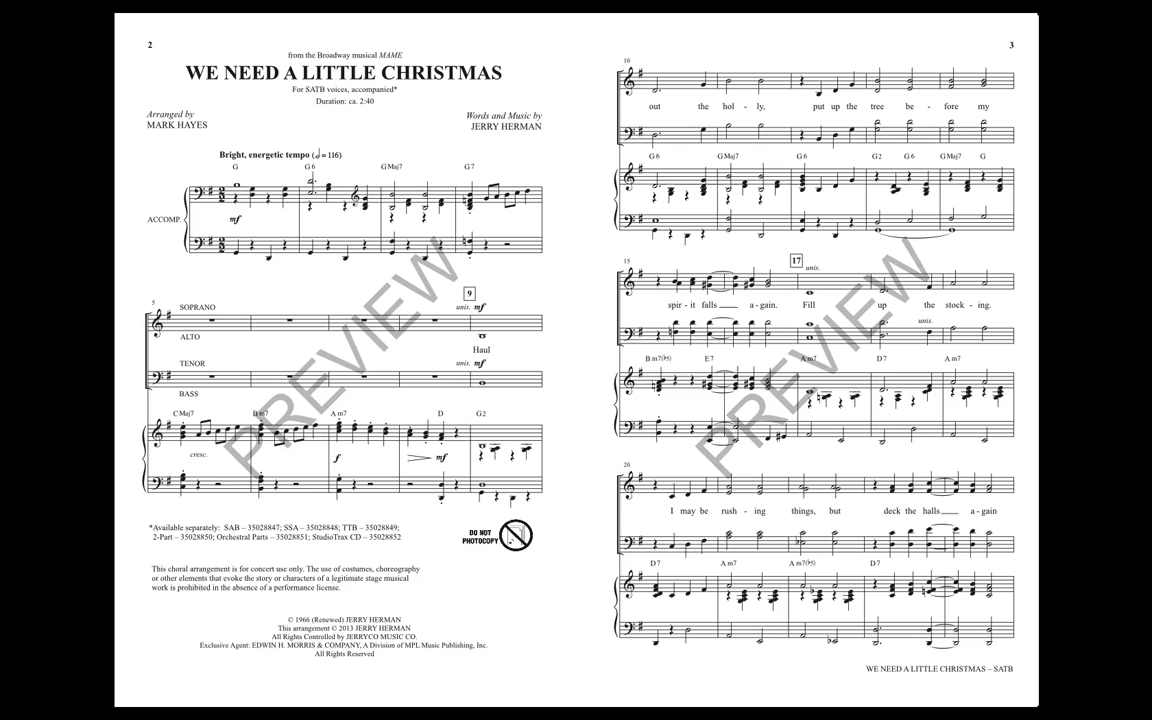 2
from the Broadway musical MAME
WE NEED A LITTLE CHRISTMAS
For SATB voices, accompanied*
Duration: ca. 2:40
Arranged by
MARK HAYES
Words and Music by
JERRY HERMAN
Bright, energetic tempo (𝅗𝅥 = 116)
G G6 GMaj7 G7
ACCOMP.
mf
5 9
SOPRANO unis. mf
ALTO
Haul
TENOR unis. mf
BASS
CMaj7 Bm7 Am7 D G2
cresc. f mf
*Available separately: SAB – 35028847; SSA – 35028848; TTB – 35028849;
2-Part – 35028850; Orchestral Parts – 35028851; StudioTrax CD – 35028852
DO NOT
PHOTOCOPY
This choral arrangement is for concert use only. The use of costumes, choreography
or other elements that evoke the story or characters of a legitimate stage musical
work is prohibited in the absence of a performance license.
© 1966 (Renewed) JERRY HERMAN
This arrangement © 2013 JERRY HERMAN
All Rights Controlled by JERRYCO MUSIC CO.
Exclusive Agent: EDWIN H. MORRIS & COMPANY, A Division of MPL Music Publishing, Inc.
All Rights Reserved
PREVIEW
3
10
out the hol - ly, put up the tree be - fore my
G6 GMaj7 G6 G2 G6 GMaj7 G
15 17 unis.
spir - it falls ___ a - gain. Fill up the stock - ing.
unis.
Bm7(♭5) E7 Am7 D7 Am7
20
I may be rush - ing things, but deck the halls ___ a - gain
D7 Am7 Am7(♭5) D7
WE NEED A LITTLE CHRISTMAS – SATB
PREVIEW